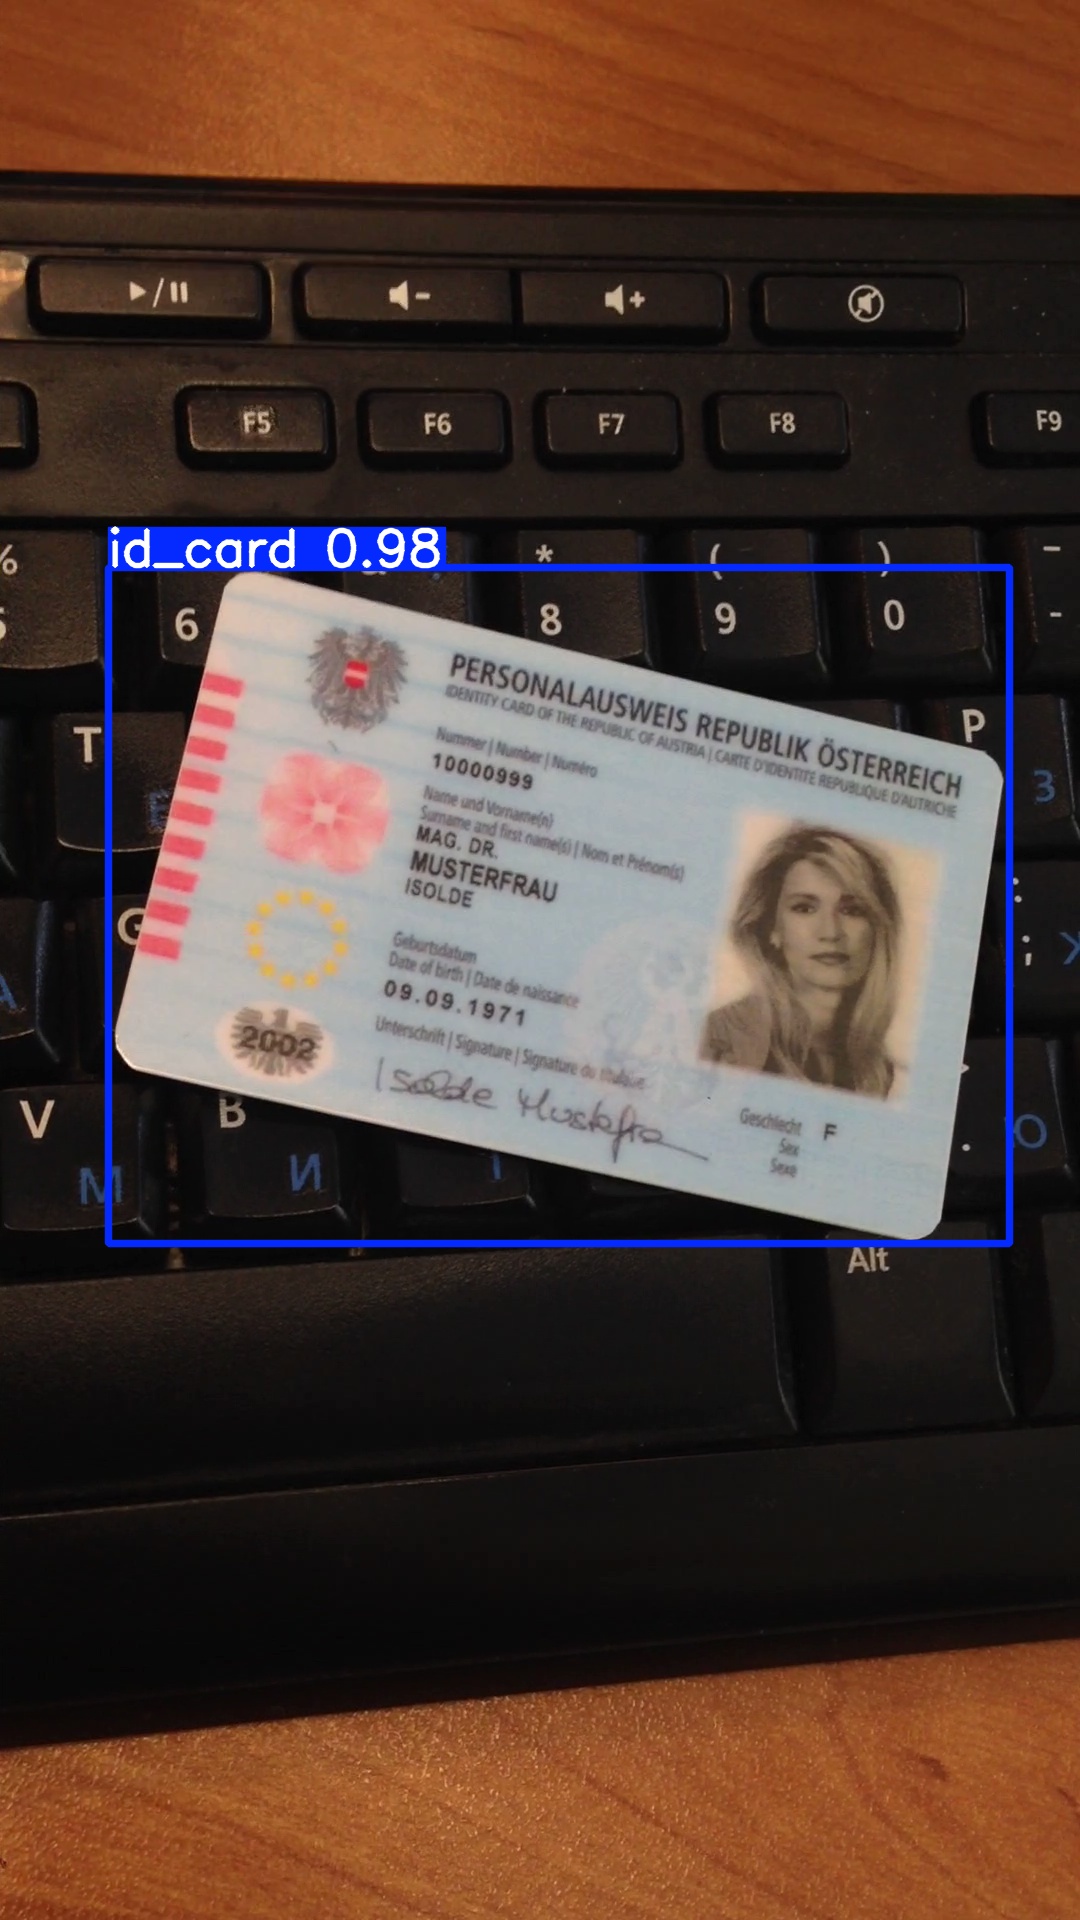 F5 F6 F7 F8 F9
id_card 0.98
% * ( ) -
6 8 9 0 -
T P
З
PERSONALAUSWEIS REPUBLIK ÖSTERREICH
IDENTITY CARD OF THE REPUBLIC OF AUSTRIA | CARTE D'IDENTITE REPUBLIQUE D'AUTRICHE
Nummer | Number | Numéro
10000999
Name und Vorname(n)
Surname and first name(s) | Nom et Prénom(s)
MAG. DR.
MUSTERFRAU
ISOLDE
G : ;
А Ж
Geburtsdatum
Date of birth | Date de naissance
09.09.1971
Unterschrift | Signature | Signature du titulaire
2002
Isolde Musterfra
Geschlecht F
Sex
Sexe
V B > .
М И Ю
Alt